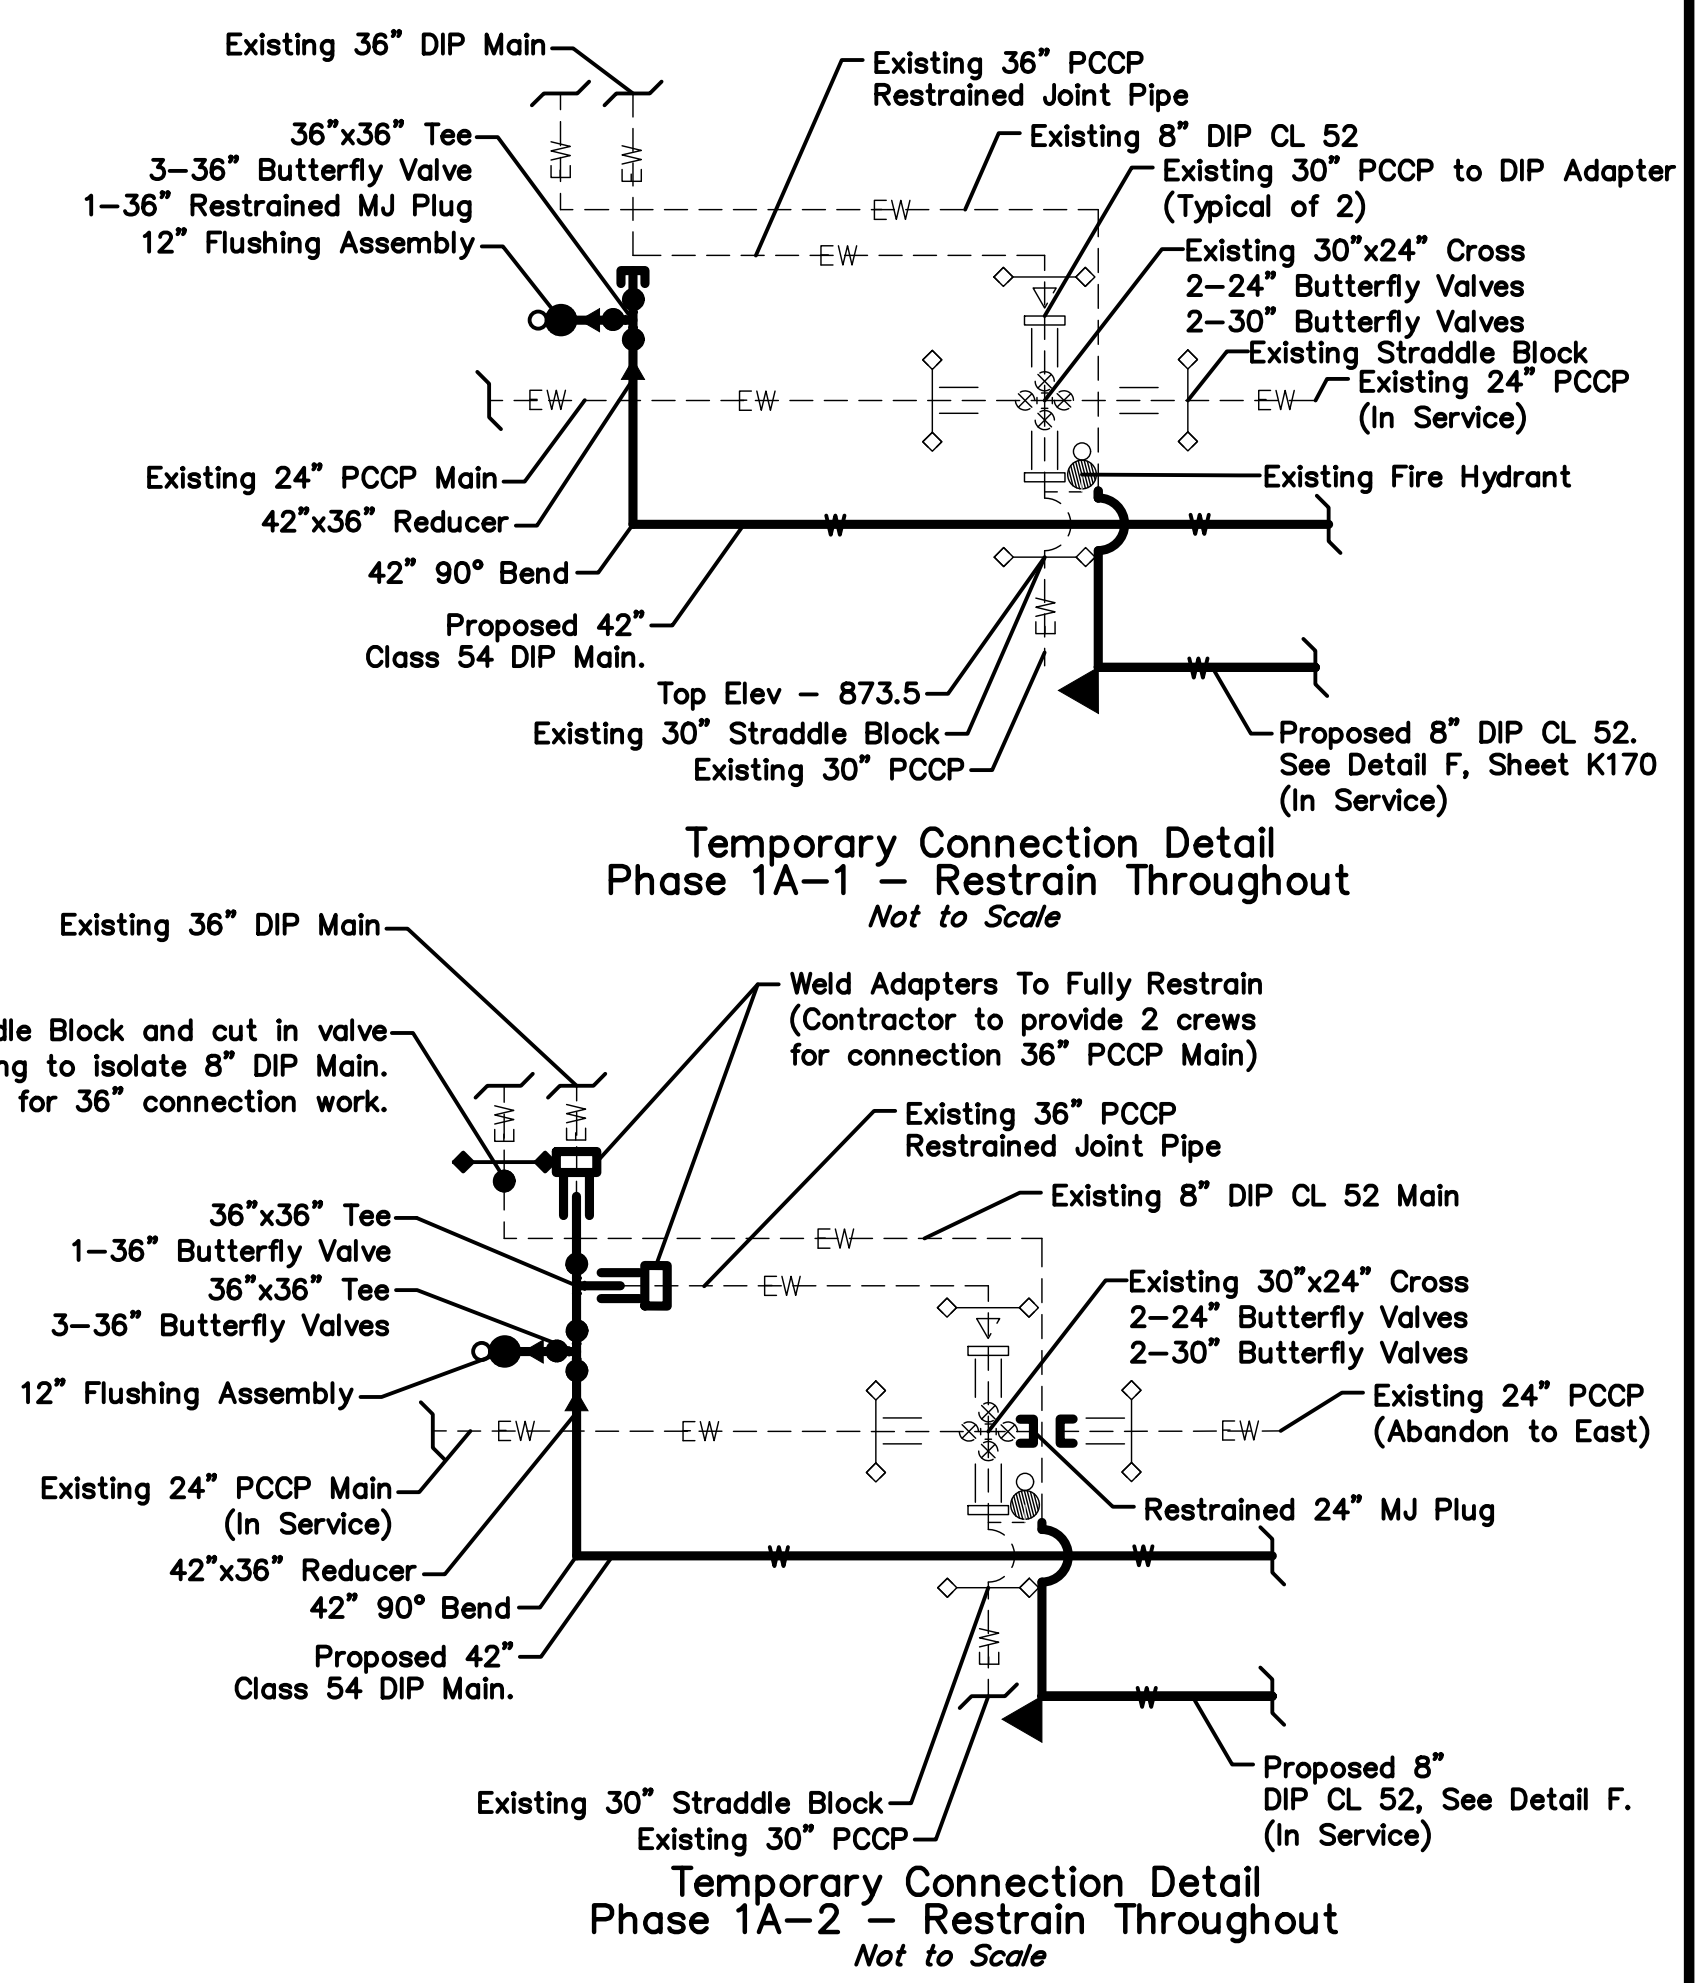 Existing 36” DIP Main
Existing 36” PCCP
Restrained Joint Pipe
36”x36” Tee
3–36” Butterfly Valve
1–36” Restrained MJ Plug
12” Flushing Assembly
Existing 8” DIP CL 52
Existing 30” PCCP to DIP Adapter
(Typical of 2)
Existing 30”x24” Cross
2–24” Butterfly Valves
2–30” Butterfly Valves
Existing Straddle Block
Existing 24” PCCP
(In Service)
EW
EW
EW
EW
EW
EW
EW
Existing 24” PCCP Main
42”x36” Reducer
42” 90° Bend
Existing Fire Hydrant
W
W
EW
W
Proposed 42”
Class 54 DIP Main.
Top Elev – 873.5
Existing 30” Straddle Block
Existing 30” PCCP
Proposed 8” DIP CL 52.
See Detail F, Sheet K170
(In Service)
Temporary Connection Detail
Phase 1A–1 – Restrain Throughout
Not to Scale
Existing 36” DIP Main
Weld Adapters To Fully Restrain
(Contractor to provide 2 crews
for connection 36” PCCP Main)
Block and cut in valve
to isolate 8” DIP Main.
for 36” connection work.
Existing 36” PCCP
Restrained Joint Pipe
Existing 8” DIP CL 52 Main
36”x36” Tee
1–36” Butterfly Valve
36”x36” Tee
3–36” Butterfly Valves
12” Flushing Assembly
Existing 30”x24” Cross
2–24” Butterfly Valves
2–30” Butterfly Valves
Existing 24” PCCP
(Abandon to East)
EW
EW
EW
EW
EW
EW
EW
Existing 24” PCCP Main
(In Service)
Restrained 24” MJ Plug
42”x36” Reducer
42” 90° Bend
W
W
EW
W
Proposed 42”
Class 54 DIP Main.
Existing 30” Straddle Block
Existing 30” PCCP
Proposed 8”
DIP CL 52, See Detail F.
(In Service)
Temporary Connection Detail
Phase 1A–2 – Restrain Throughout
Not to Scale